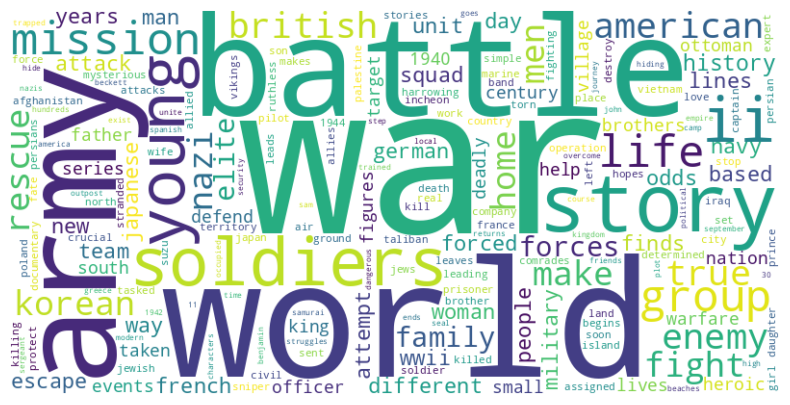 years
man
mission
attack
force
hide
mysterious
beckett
attacks
nazis
hundreds
afghanistan
exist
spanish
allied
rescue
persians
father
unite
wife
america
series
fate
outpost
north
stranded
japanese
new
crucial
defend
territory
documentary
team
poland
south
suzu
japan
greece
tasked
occupied
korean
1942
11
time
way
samurai
modern
killing
sergeant
protect
taken
king
ends
seal
jewish
characters
struggles
benjamin
escape
events
french
sniper
civil
sent
officer
army
young
nazi
elite
british
battle
trapped
stories
goes
son
makes
vikings
ruthless
palestine
target
pilot
1944
leads
security
local
trained
sam
air
ground
figures
kill
taliban
war
soldiers
world
unit
day
1940
simple
squad
marine
fighting
harrowing
incheon
band
torn
century
allies
step
work
country
german
deadly
home
men
death
real
company
france
forced
returns
jews
dangerous
leaves
leading
comrades
prisoner
brother
attempt
woman
family
wwii
killed
soldier
different
small
people
military
american
hiding
journey
ottoman
expert
village
destroy
vietnam
history
persian
place
lines
john
love
captain
empire
camp
brothers
navy
ii
operation
stop
overcome
left
hopes
life
help
odds
based
iraq
set
september
political
course
story
forces
finds
determined
city
nation
prince
kingdom
friends
plot
30
make
true
group
land
begins
soon
island
warfare
enemy
fight
assigned
lives
heroic
beaches
high
girl
daughter